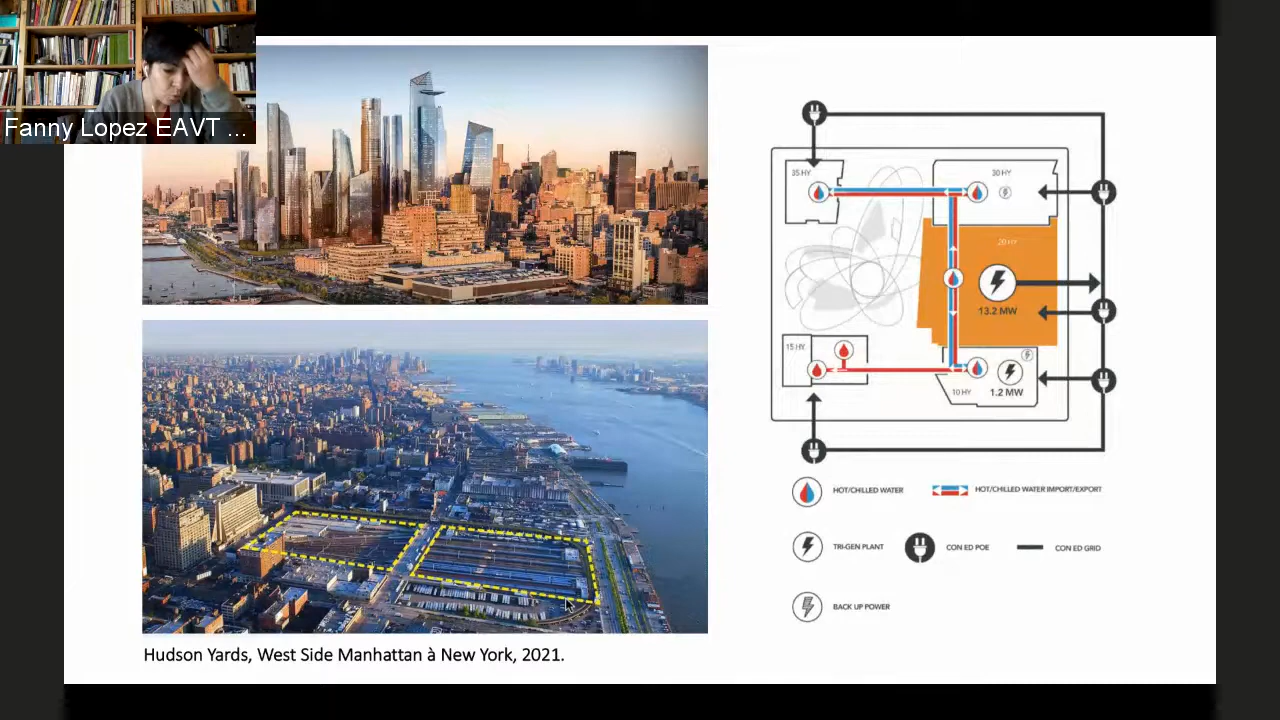 Fanny Lopez EAVT ...
35 HY
30 HY
20 HY
13.2 MW
15 HY
10 HY
1.2 MW
HOT/CHILLED WATER
HOT/CHILLED WATER IMPORT/EXPORT
TRI-GEN PLANT
CON ED POE
CON ED GRID
BACK UP POWER
Hudson Yards, West Side Manhattan à New York, 2021.